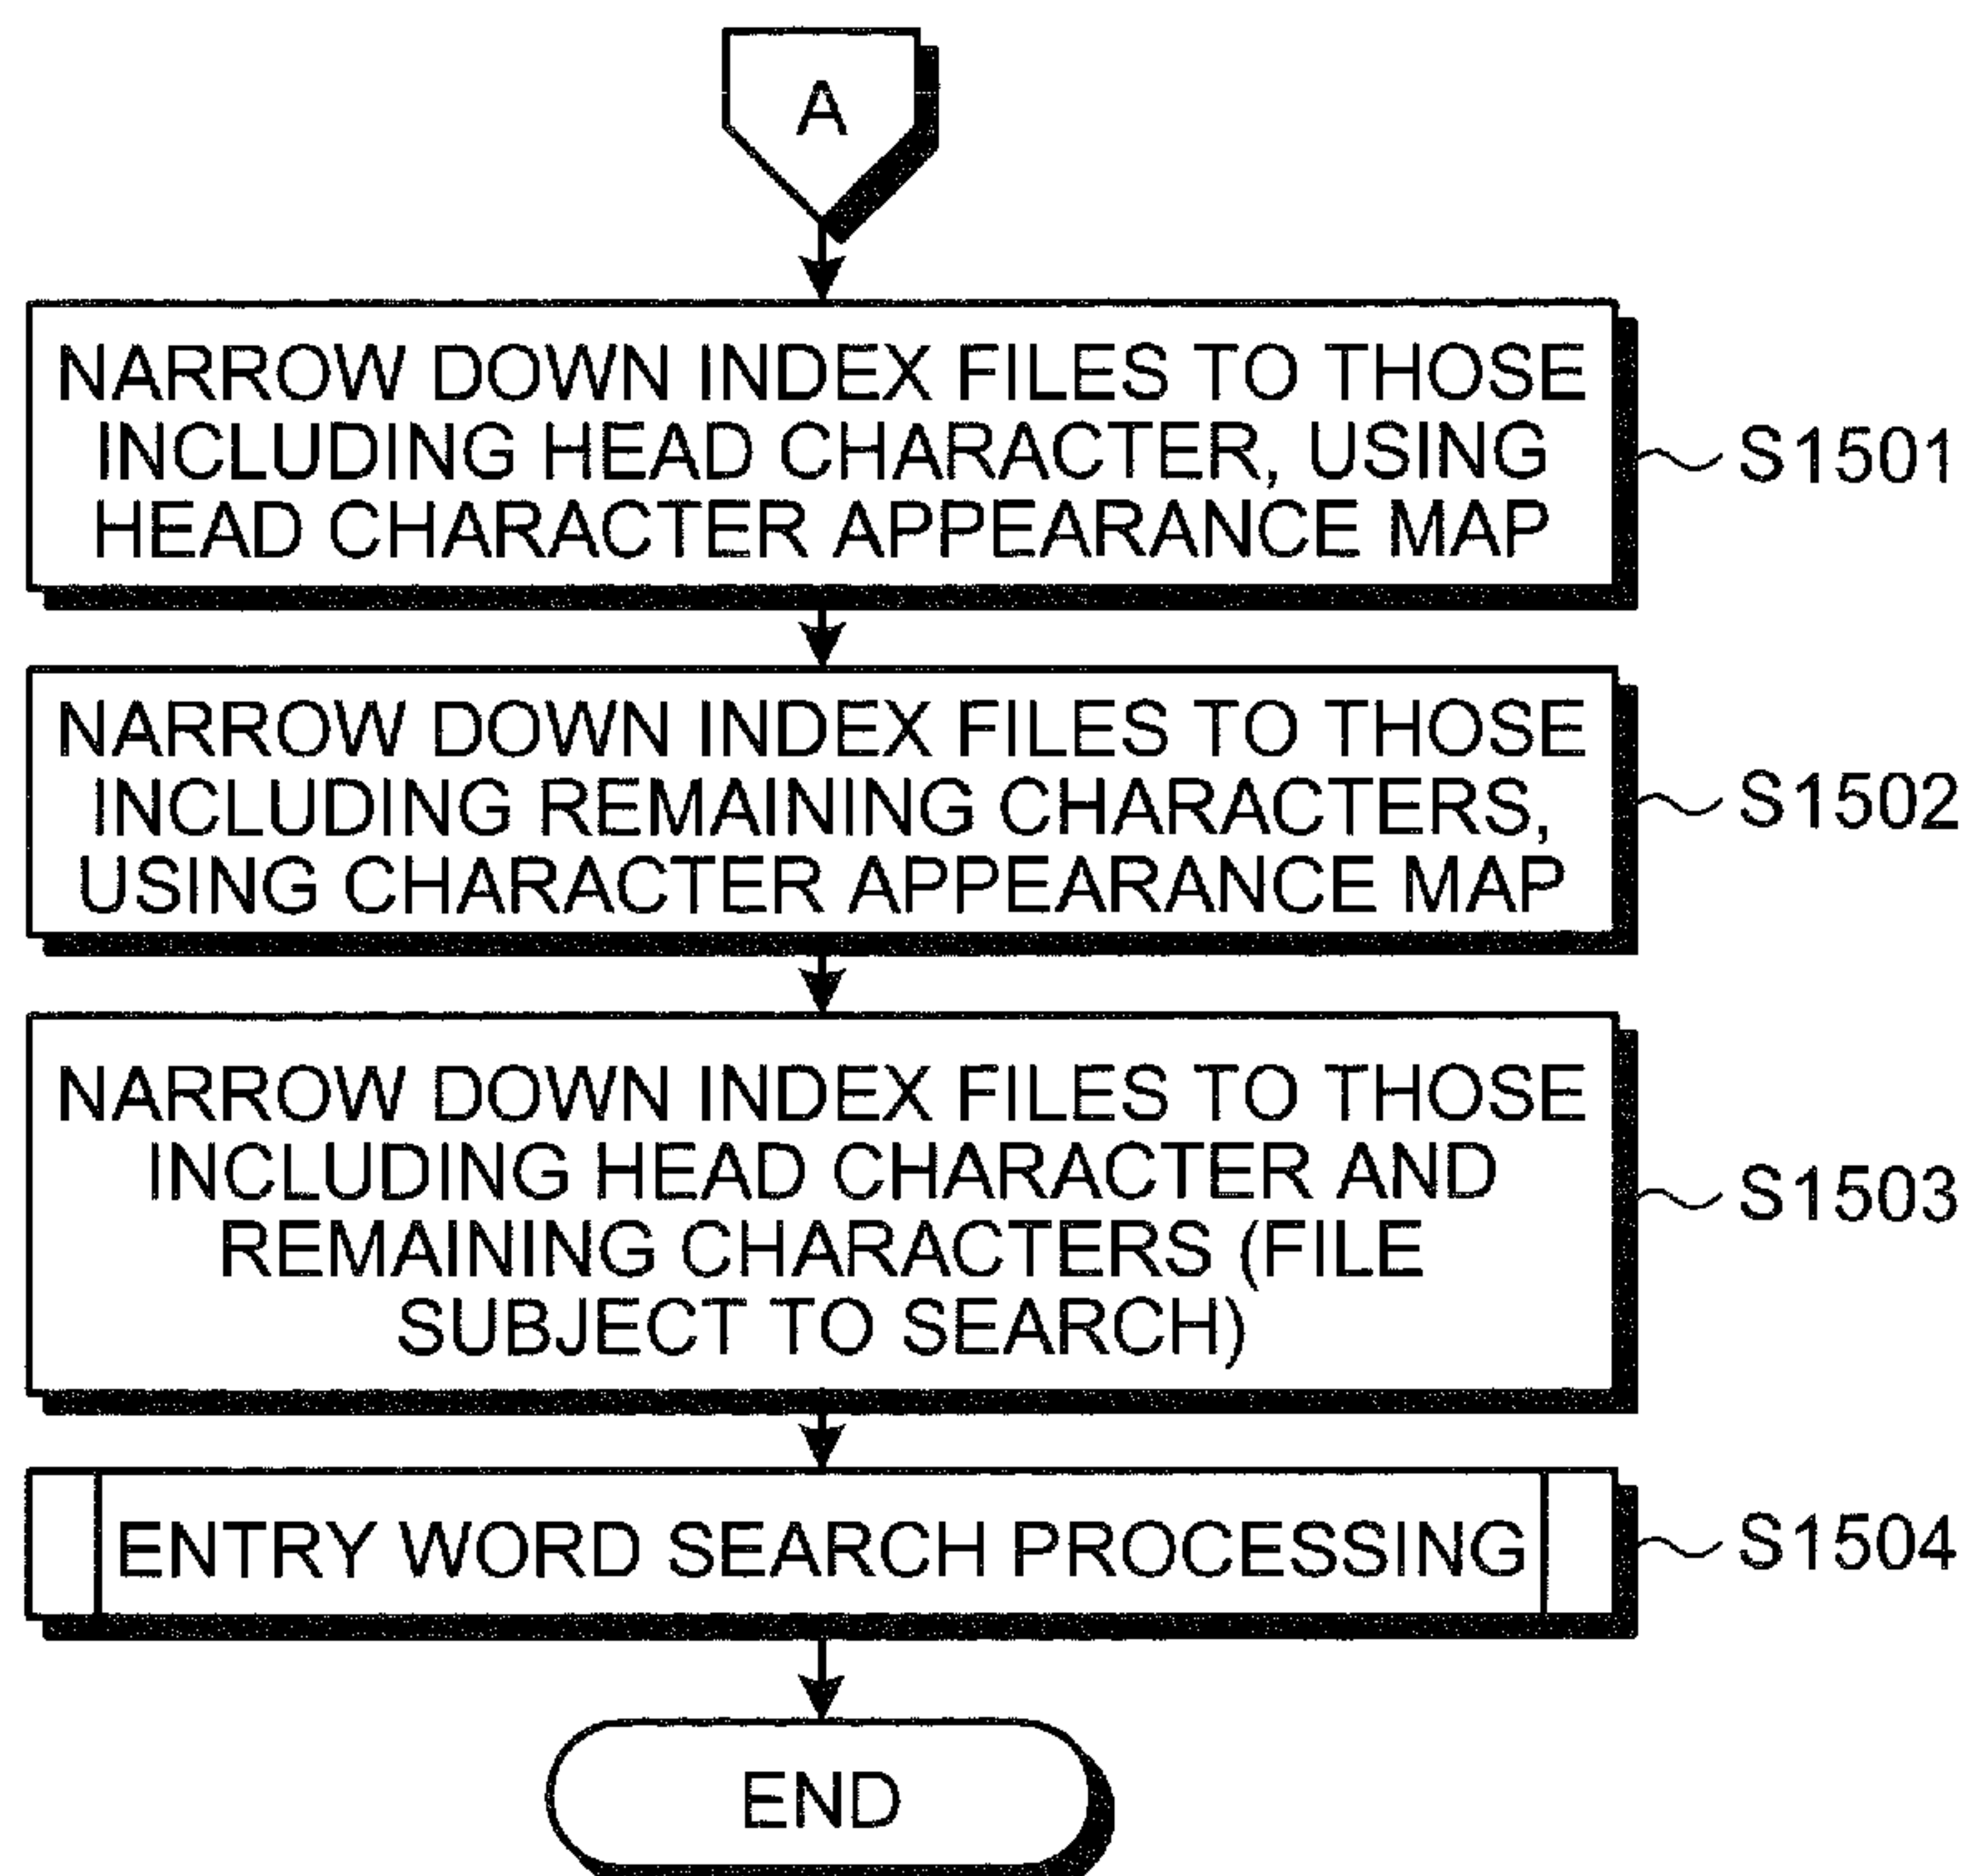 A
NARROW DOWN INDEX FILES TO THOSE
INCLUDING HEAD CHARACTER, USING
HEAD CHARACTER APPEARANCE MAP
S1501
NARROW DOWN INDEX FILES TO THOSE
INCLUDING REMAINING CHARACTERS,
USING CHARACTER APPEARANCE MAP
S1502
NARROW DOWN INDEX FILES TO THOSE
INCLUDING HEAD CHARACTER AND
REMAINING CHARACTERS (FILE
SUBJECT TO SEARCH)
S1503
ENTRY WORD SEARCH PROCESSING
S1504
END